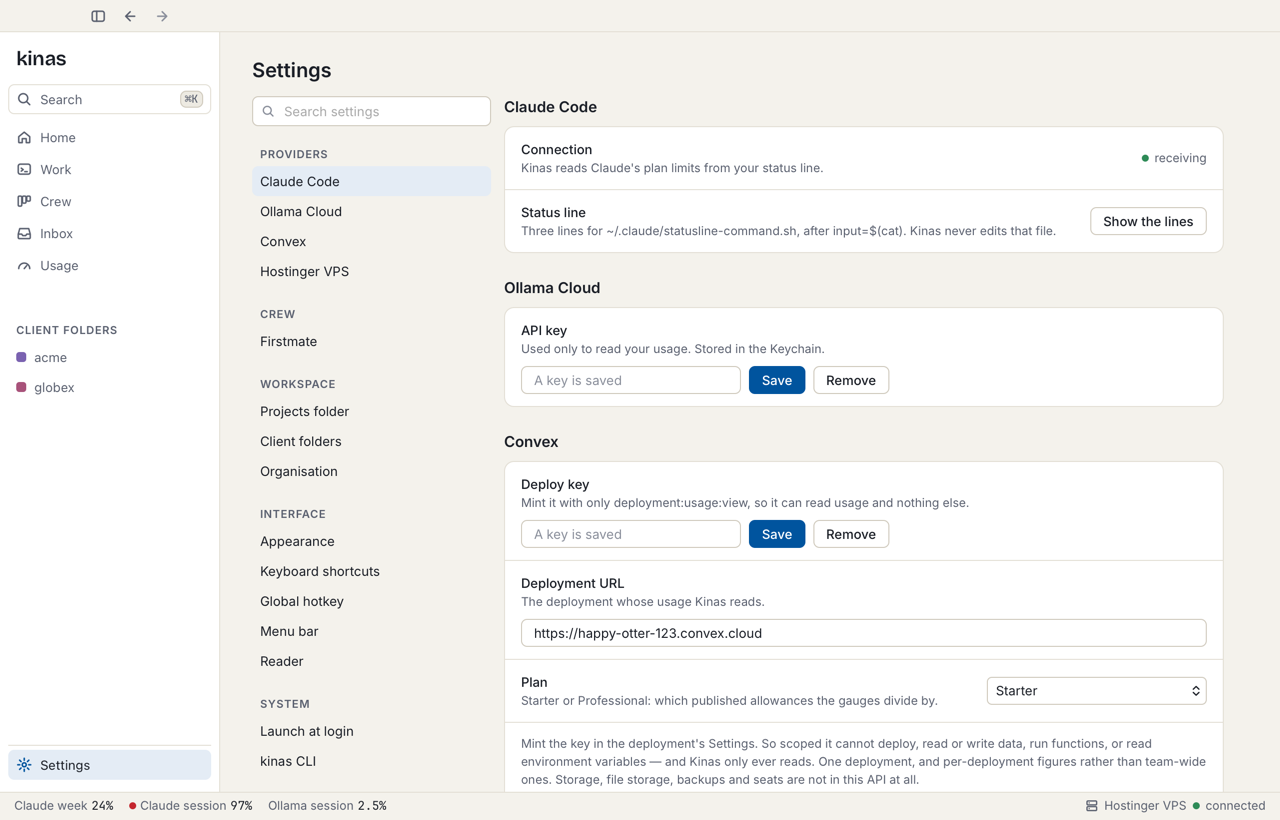 kinas
Search
⌘K
Home
Work
Crew
Inbox
Usage
CLIENT FOLDERS
acme
globex
Settings
Settings
Search settings
PROVIDERS
Claude Code
Ollama Cloud
Convex
Hostinger VPS
CREW
Firstmate
WORKSPACE
Projects folder
Client folders
Organisation
INTERFACE
Appearance
Keyboard shortcuts
Global hotkey
Menu bar
Reader
SYSTEM
Launch at login
kinas CLI
Claude Code
Connection
Kinas reads Claude's plan limits from your status line.
receiving
Status line
Three lines for ~/.claude/statusline-command.sh, after input=$(cat). Kinas never edits that file.
Show the lines
Ollama Cloud
API key
Used only to read your usage. Stored in the Keychain.
A key is saved
Save
Remove
Convex
Deploy key
Mint it with only deployment:usage:view, so it can read usage and nothing else.
A key is saved
Save
Remove
Deployment URL
The deployment whose usage Kinas reads.
https://happy-otter-123.convex.cloud
Plan
Starter or Professional: which published allowances the gauges divide by.
Starter
Mint the key in the deployment's Settings. So scoped it cannot deploy, read or write data, run functions, or read
environment variables — and Kinas only ever reads. One deployment, and per-deployment figures rather than team-wide
ones. Storage, file storage, backups and seats are not in this API at all.
Claude week 24%
Claude session 97%
Ollama session 2.5%
Hostinger VPS
connected